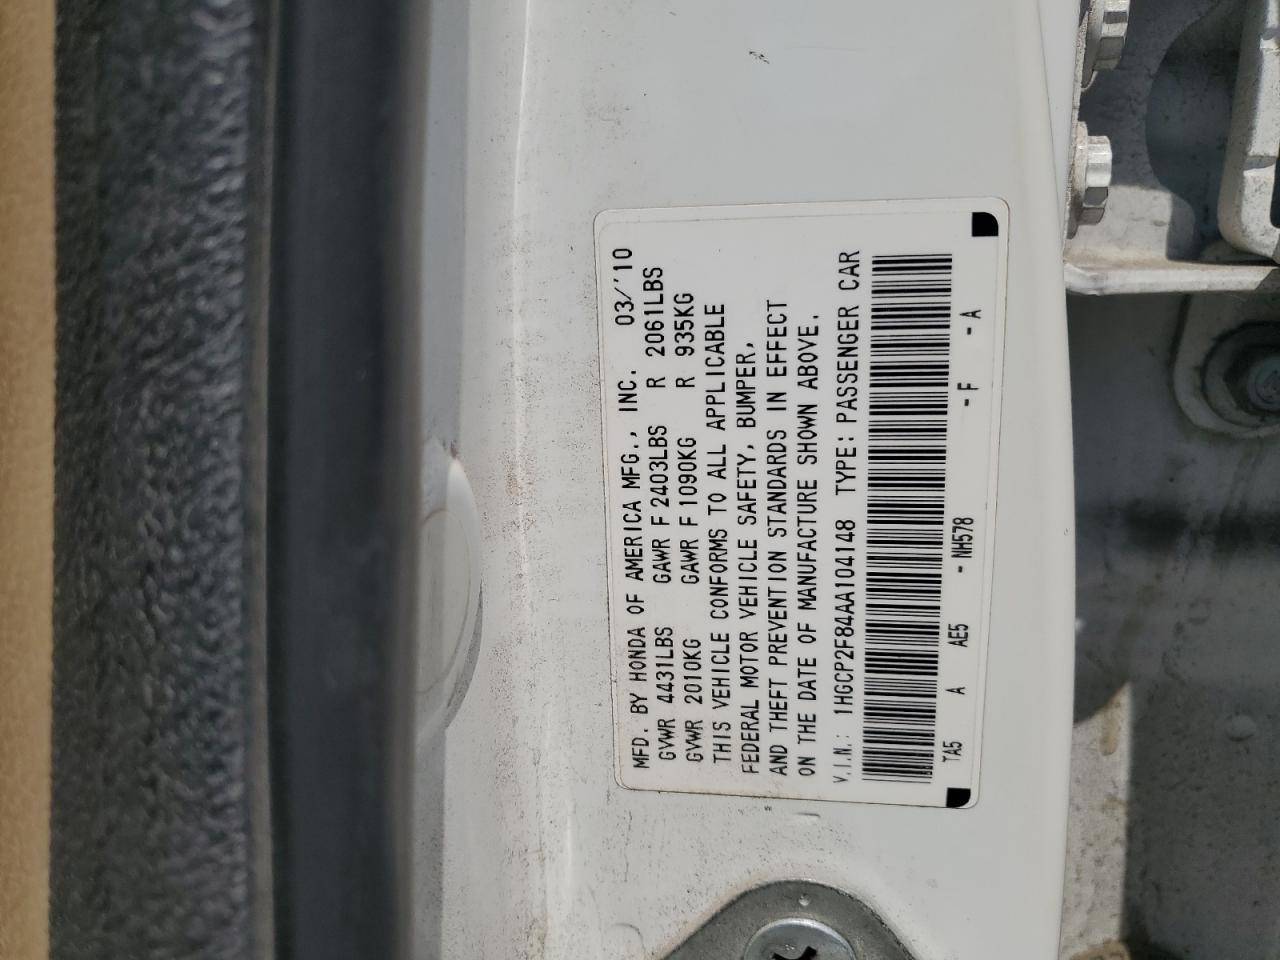 MFD. BY HONDA OF AMERICA MFG., INC. 03/'10
GVWR 4431LBS GAWR F 2403LBS R 2061LBS
GVWR 2010KG GAWR F 1090KG R 935KG
THIS VEHICLE CONFORMS TO ALL APPLICABLE
FEDERAL MOTOR VEHICLE SAFETY, BUMPER,
AND THEFT PREVENTION STANDARDS IN EFFECT
ON THE DATE OF MANUFACTURE SHOWN ABOVE.
V.I.N.: 1HGCP2F84AA104148 TYPE: PASSENGER CAR
TA5 A AE5 - NH578 - F - A